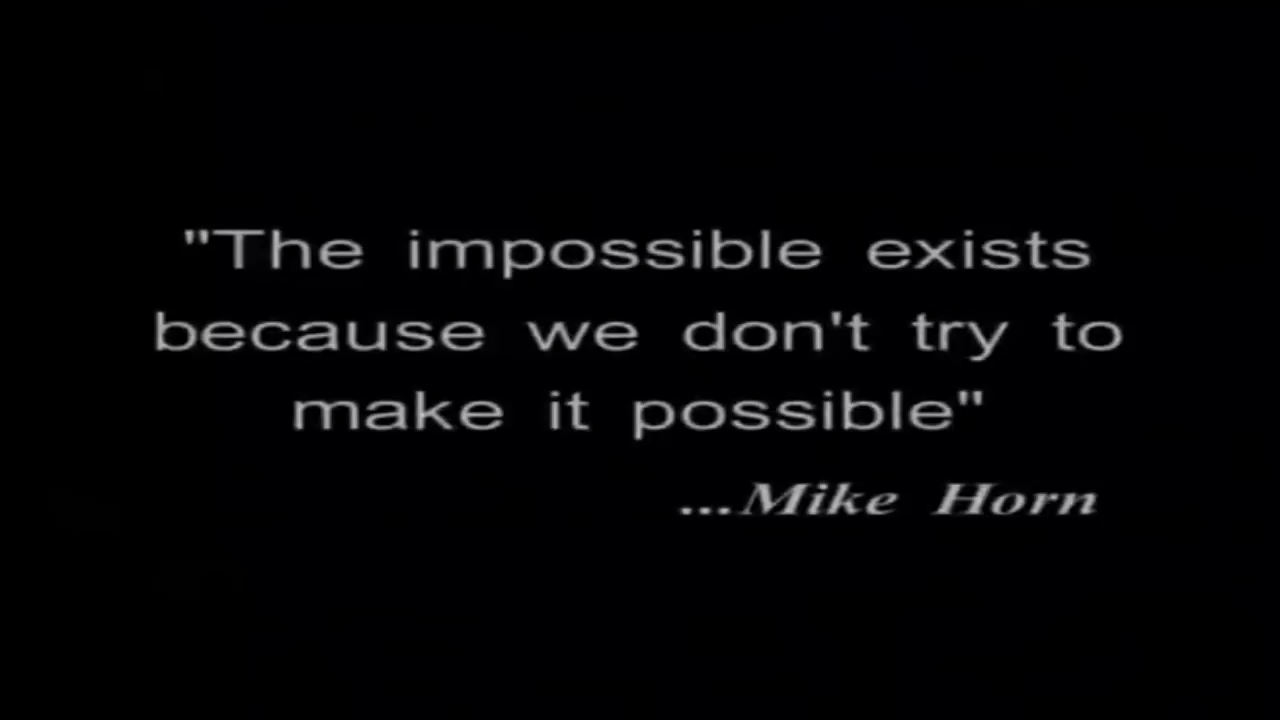 "The impossible exists
because we don't try to
make it possible"
...Mike Horn